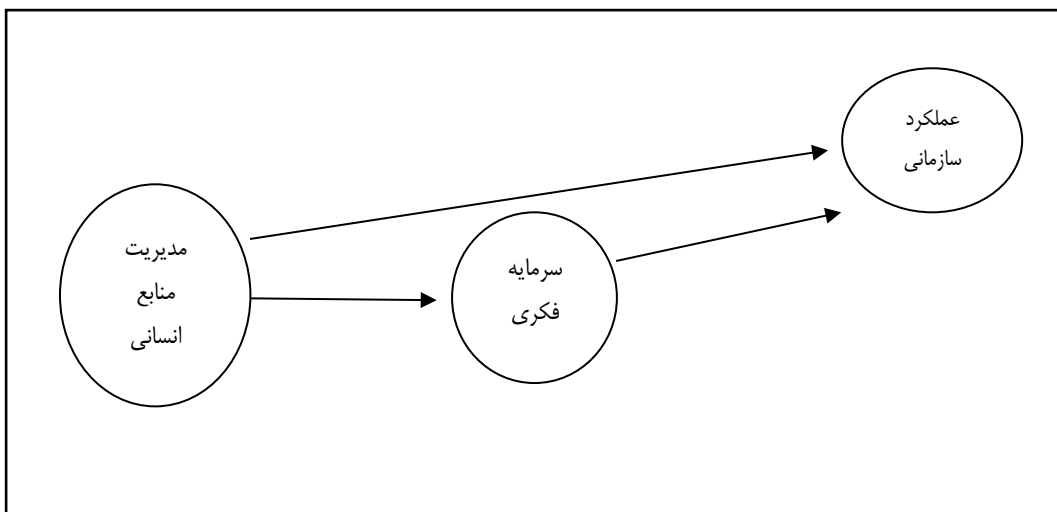 عملکرد
سازمانی
سرمایه
فکری
مدیریت
منابع
انسانی